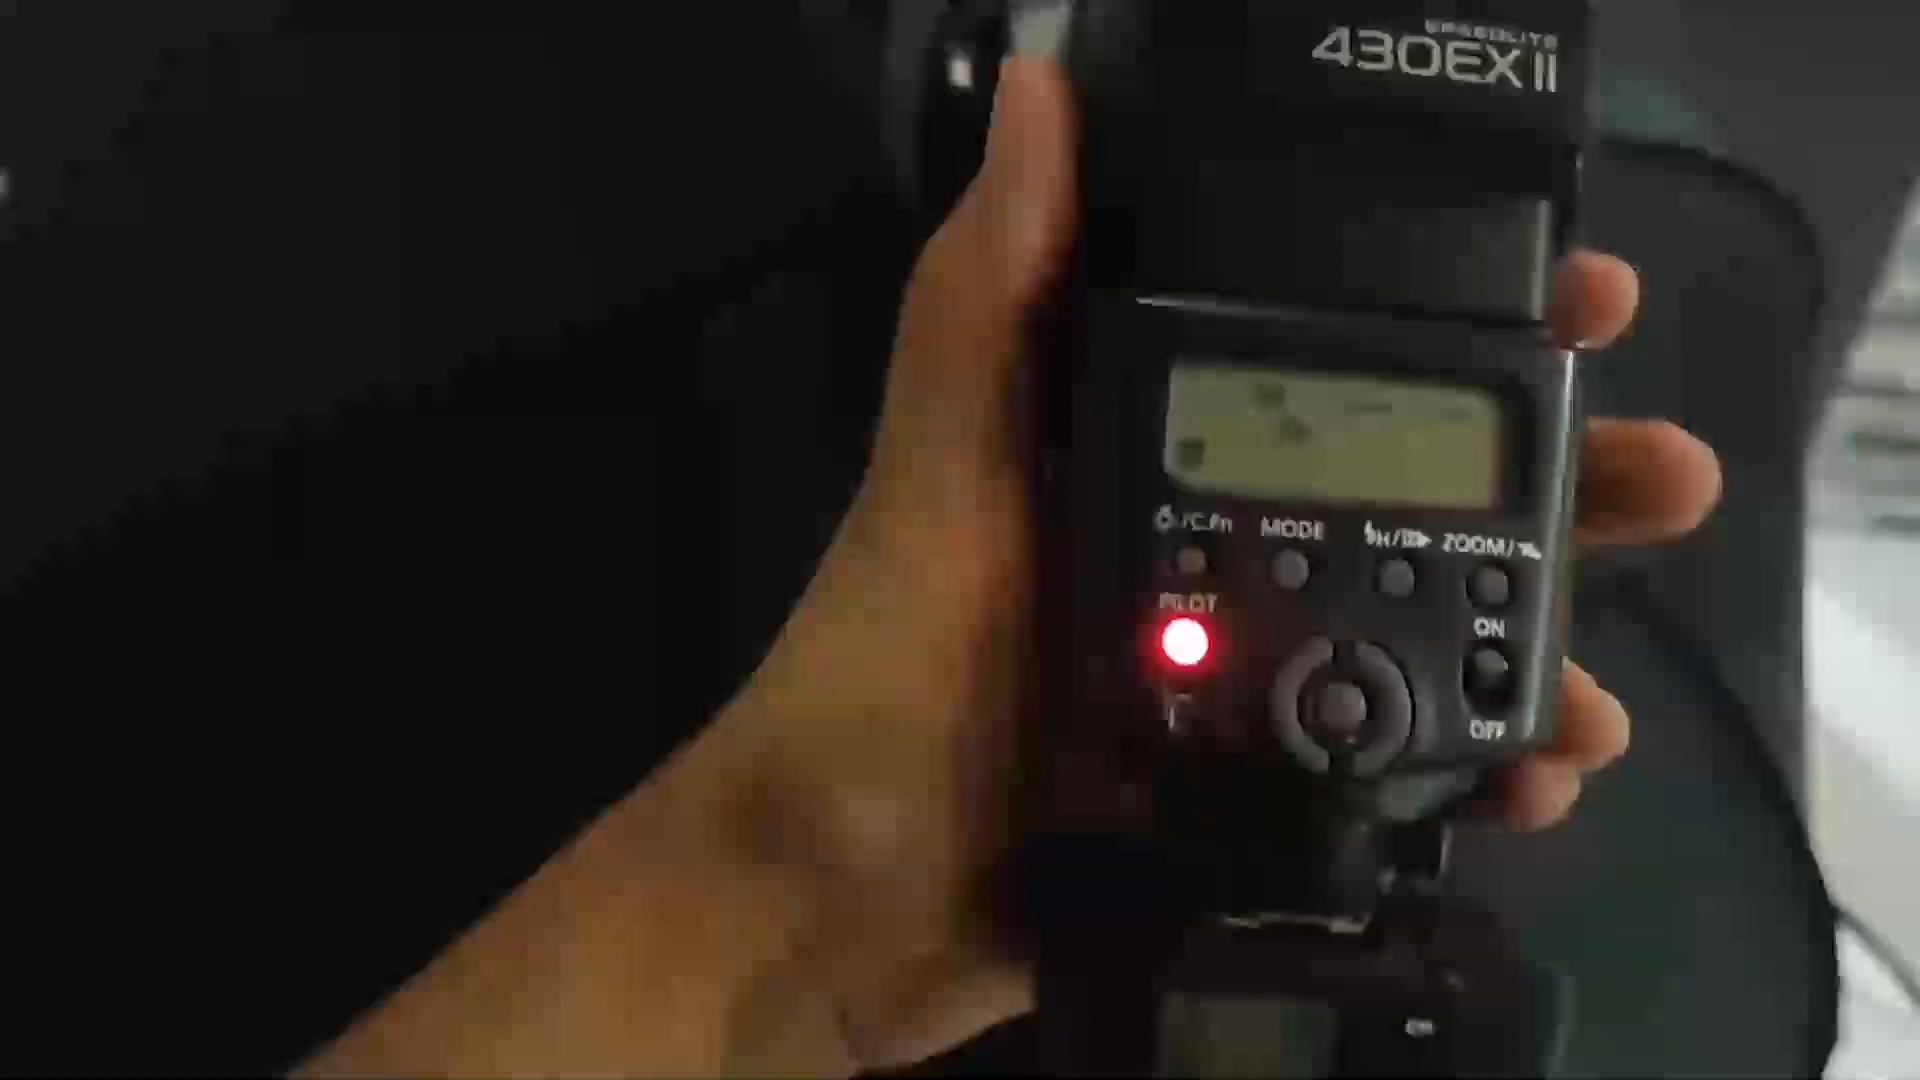 SPEEDLITE
430EX II
/C.Fn MODE H/ ZOOM/
PILOT
ON
OFF